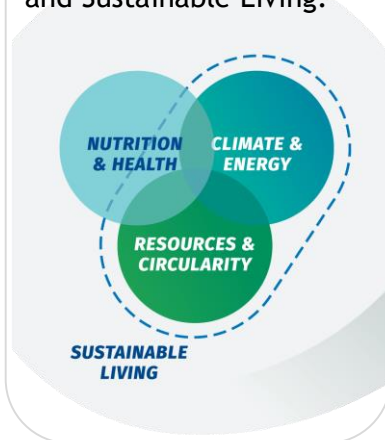 and Sustainable Living.
NUTRITION
& HEALTH
CLIMATE &
ENERGY
RESOURCES &
CIRCULARITY
SUSTAINABLE
LIVING